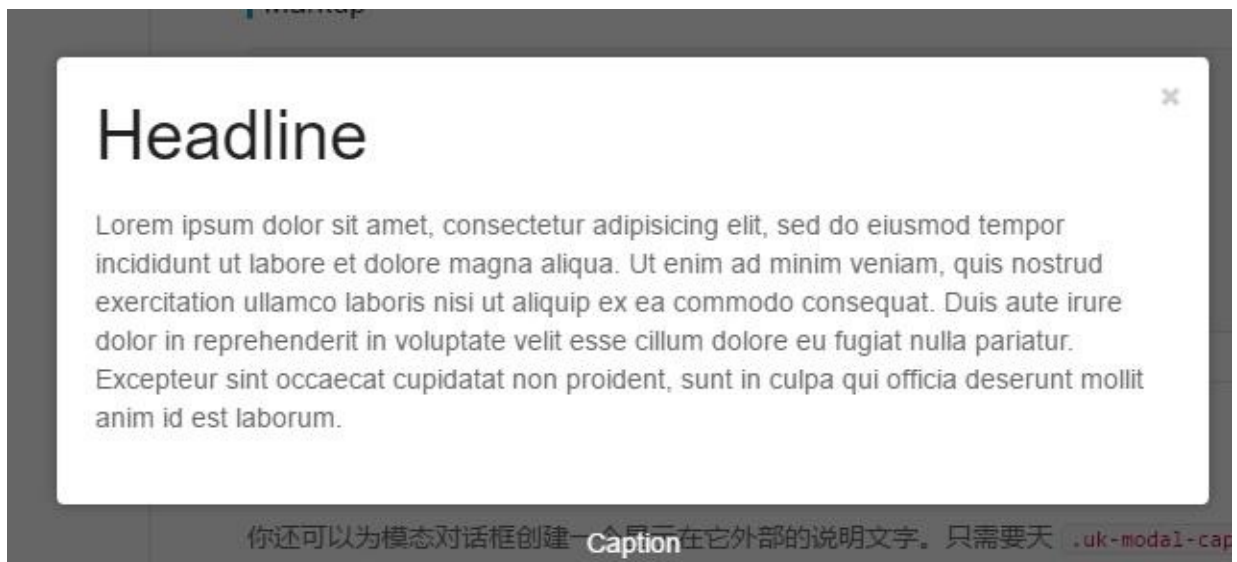 Headline
Lorem ipsum dolor sit amet, consectetur adipisicing elit, sed do eiusmod tempor
incididunt ut labore et dolore magna aliqua. Ut enim ad minim veniam, quis nostrud
exercitation ullamco laboris nisi ut aliquip ex ea commodo consequat. Duis aute irure
dolor in reprehenderit in voluptate velit esse cillum dolore eu fugiat nulla pariatur.
Excepteur sint occaecat cupidatat non proident, sunt in culpa qui officia deserunt mollit
anim id est laborum.
你还可以为模态对话框创建一个显示在它外部的说明文字。只需要天 .uk-modal-cap
Caption